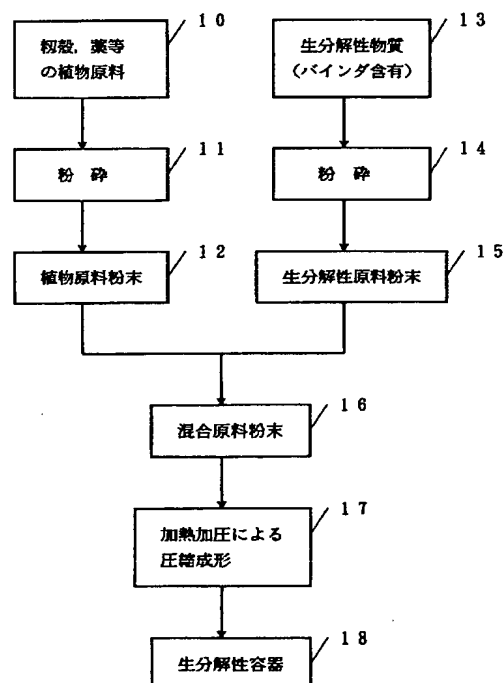 10
籾殻，藁等
の植物原料
13
生分解性物質
（バインダ含有）
11
粉 砕
14
粉 砕
12
植物原料粉末
15
生分解性原料粉末
16
混合原料粉末
17
加熱加圧による
圧縮成形
18
生分解性容器